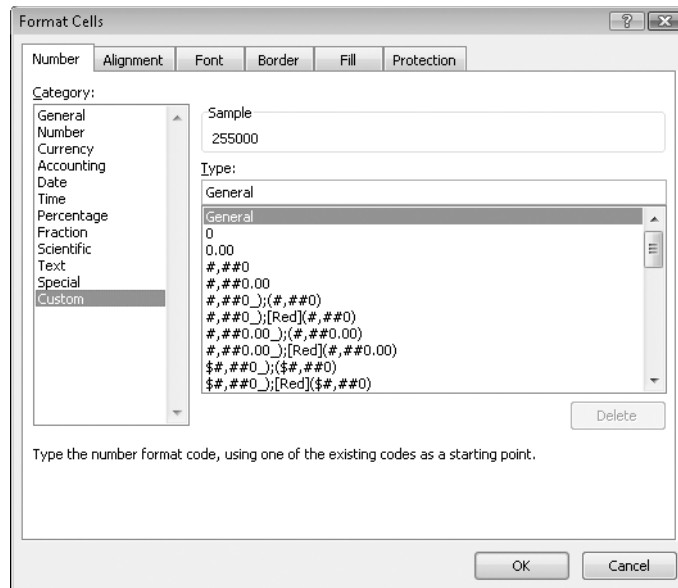 Format Cells
Number Alignment Font Border Fill Protection
Category:
General
Number
Currency
Accounting
Date
Time
Percentage
Fraction
Scientific
Text
Special
Custom
Sample
255000
Type:
General
General
0
0.00
#,##0
#,##0.00
#,##0_);(#,##0)
#,##0_);[Red](#,##0)
#,##0.00_);(#,##0.00)
#,##0.00_);[Red](#,##0.00)
$#,##0_);($#,##0)
$#,##0_);[Red]($#,##0)
Delete
Type the number format code, using one of the existing codes as a starting point.
OK Cancel